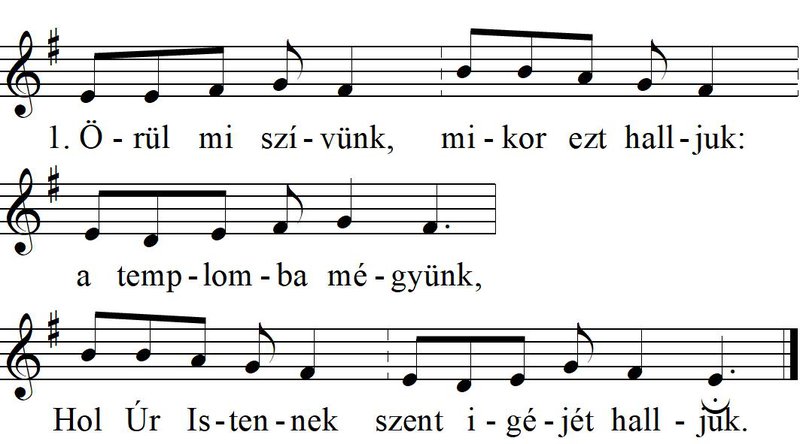 1. Ö - rül mi szí - vünk, mi - kor ezt hall - juk:
a temp - lom - ba mé - gyünk,
Hol Úr Is - ten - nek szent i - gé - jét hall - juk.